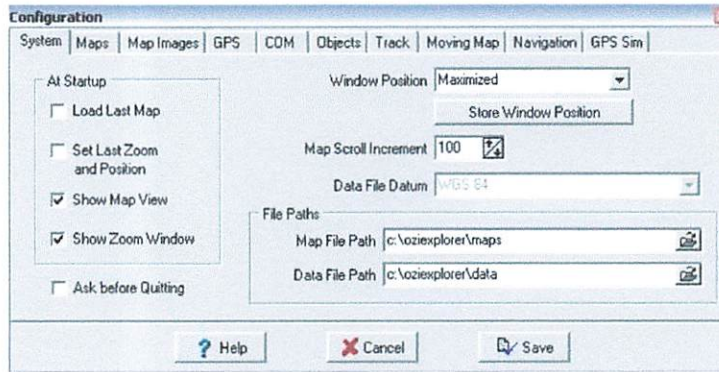 Configuration
System Maps Map Images GPS COM Objects Track Moving Map Navigation GPS Sim
At Startup
Load Last Map
Set Last Zoom
and Position
Show Map View
Show Zoom Window
Ask before Quitting
Window Position Maximized
Store Window Position
Map Scroll Increment 100
Data File Datum WGS 84
File Paths
Map File Path c:\oziexplorer\maps
Data File Path c:\oziexplorer\data
? Help Cancel Save